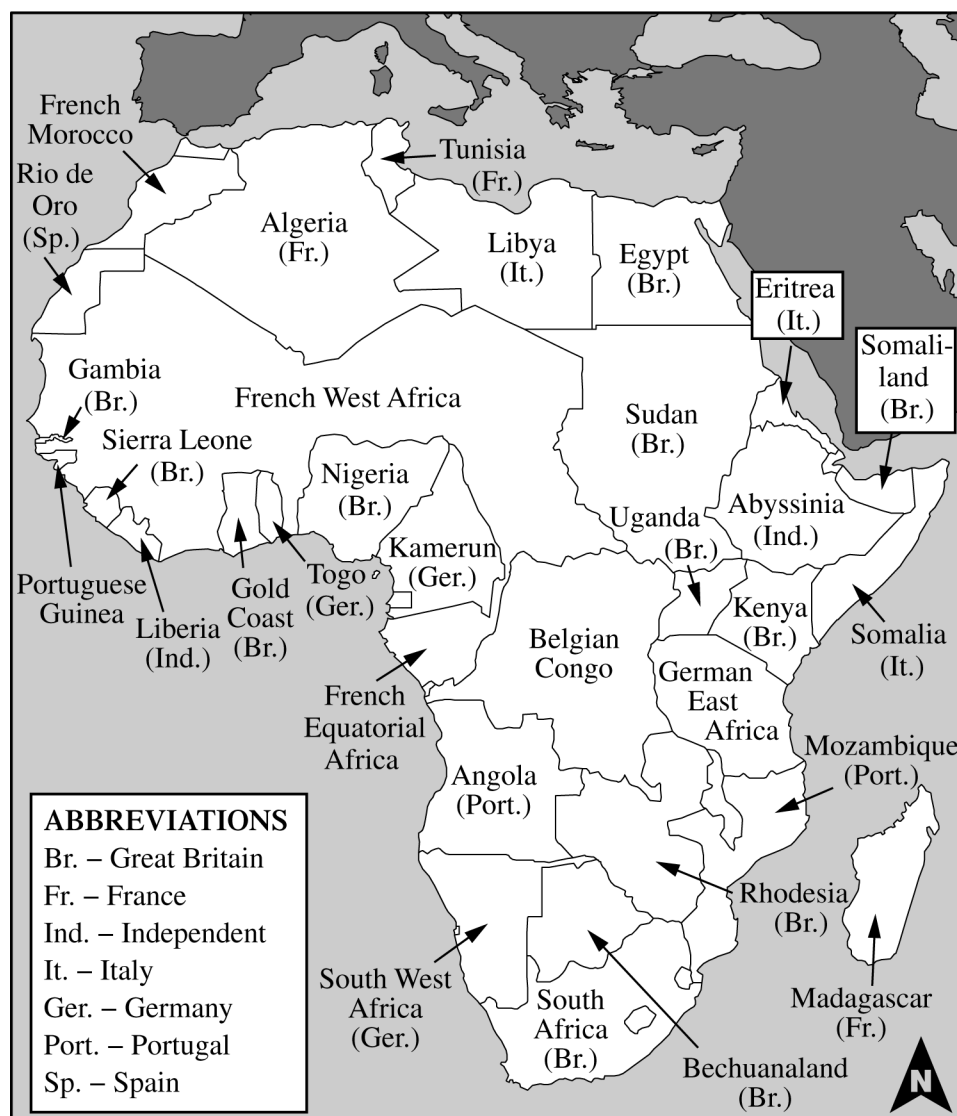 French
Morocco
Rio de
Oro
(Sp.)
Tunisia
(Fr.)
Algeria
(Fr.)
Libya
(It.)
Egypt
(Br.)
Eritrea
(It.)
Somali-
land
(Br.)
Gambia
(Br.)
French West Africa
Sudan
(Br.)
Sierra Leone
(Br.)
Nigeria
(Br.)
Abyssinia
(Ind.)
Uganda
(Br.)
Kamerun
(Ger.)
Portuguese
Guinea
Liberia
(Ind.)
Gold
Coast
(Br.)
Togo
(Ger.)
Kenya
(Br.)
Somalia
(It.)
Belgian
Congo
German
East
Africa
French
Equatorial
Africa
Mozambique
(Port.)
Angola
(Port.)
Rhodesia
(Br.)
South West
Africa
(Ger.)
South
Africa
(Br.)
Bechuanaland
(Br.)
Madagascar
(Fr.)
ABBREVIATIONS
Br. – Great Britain
Fr. – France
Ind. – Independent
It. – Italy
Ger. – Germany
Port. – Portugal
Sp. – Spain
N